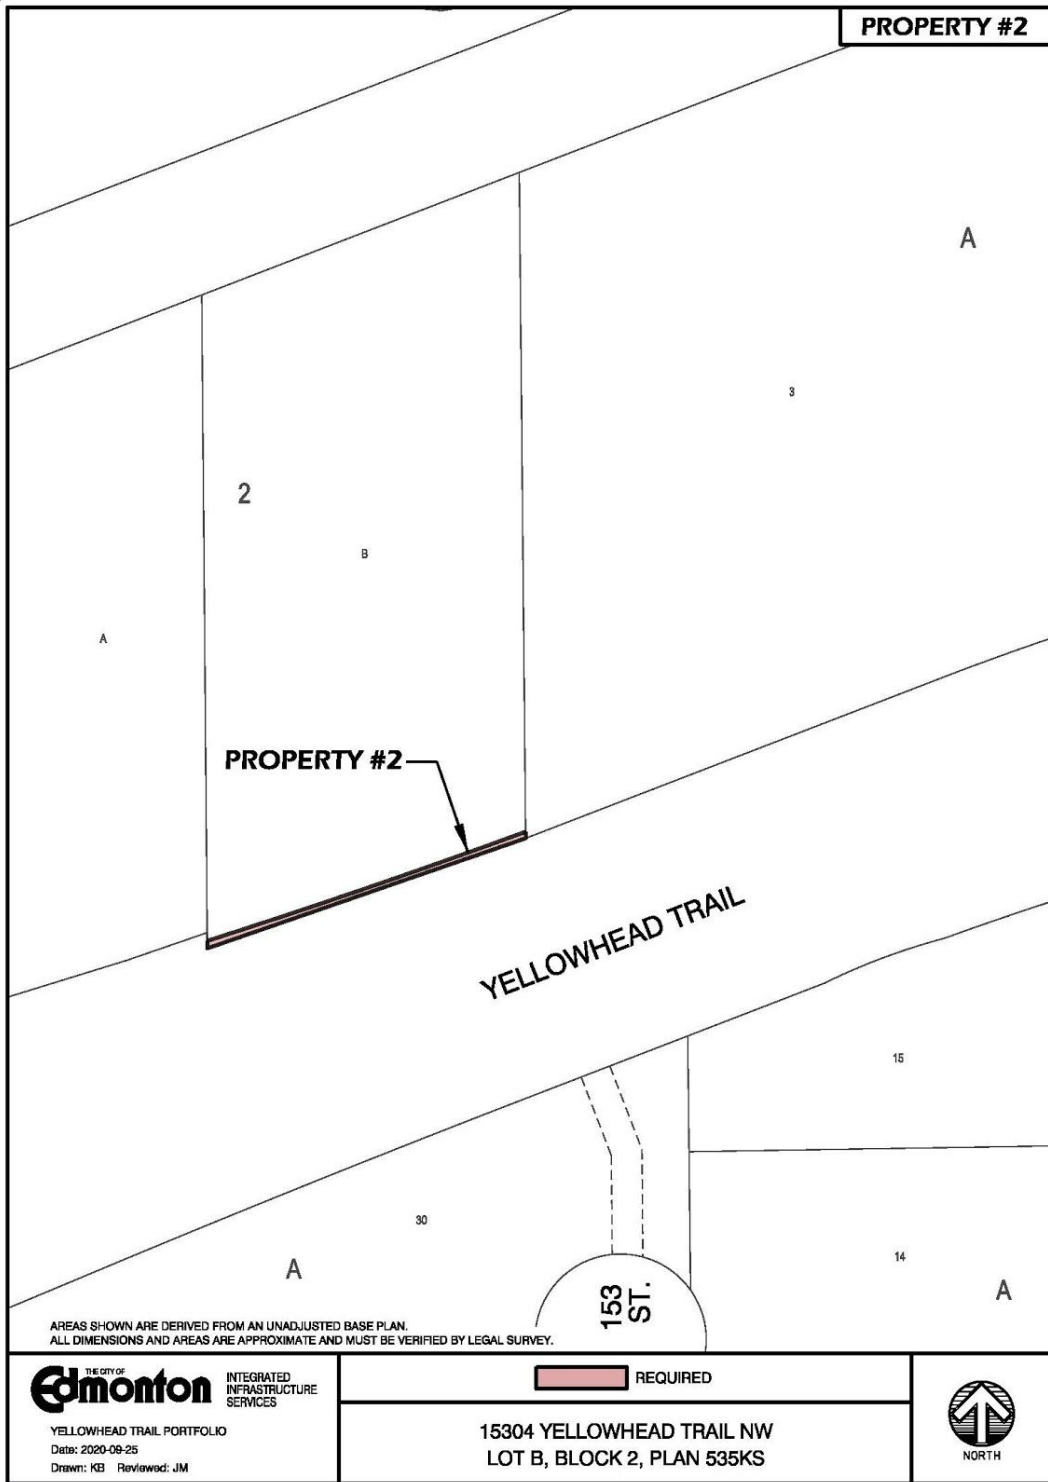 PROPERTY #2
A
3
2
B
A
PROPERTY #2
YELLOWHEAD TRAIL
15
30
14
A
A
153
ST.
AREAS SHOWN ARE DERIVED FROM AN UNADJUSTED BASE PLAN.
ALL DIMENSIONS AND AREAS ARE APPROXIMATE AND MUST BE VERIFIED BY LEGAL SURVEY.
THE CITY OF
Edmonton
INTEGRATED
INFRASTRUCTURE
SERVICES
YELLOWHEAD TRAIL PORTFOLIO
Date: 2020-09-25
Drawn: KB Reviewed: JM
REQUIRED
15304 YELLOWHEAD TRAIL NW
LOT B, BLOCK 2, PLAN 535KS
NORTH